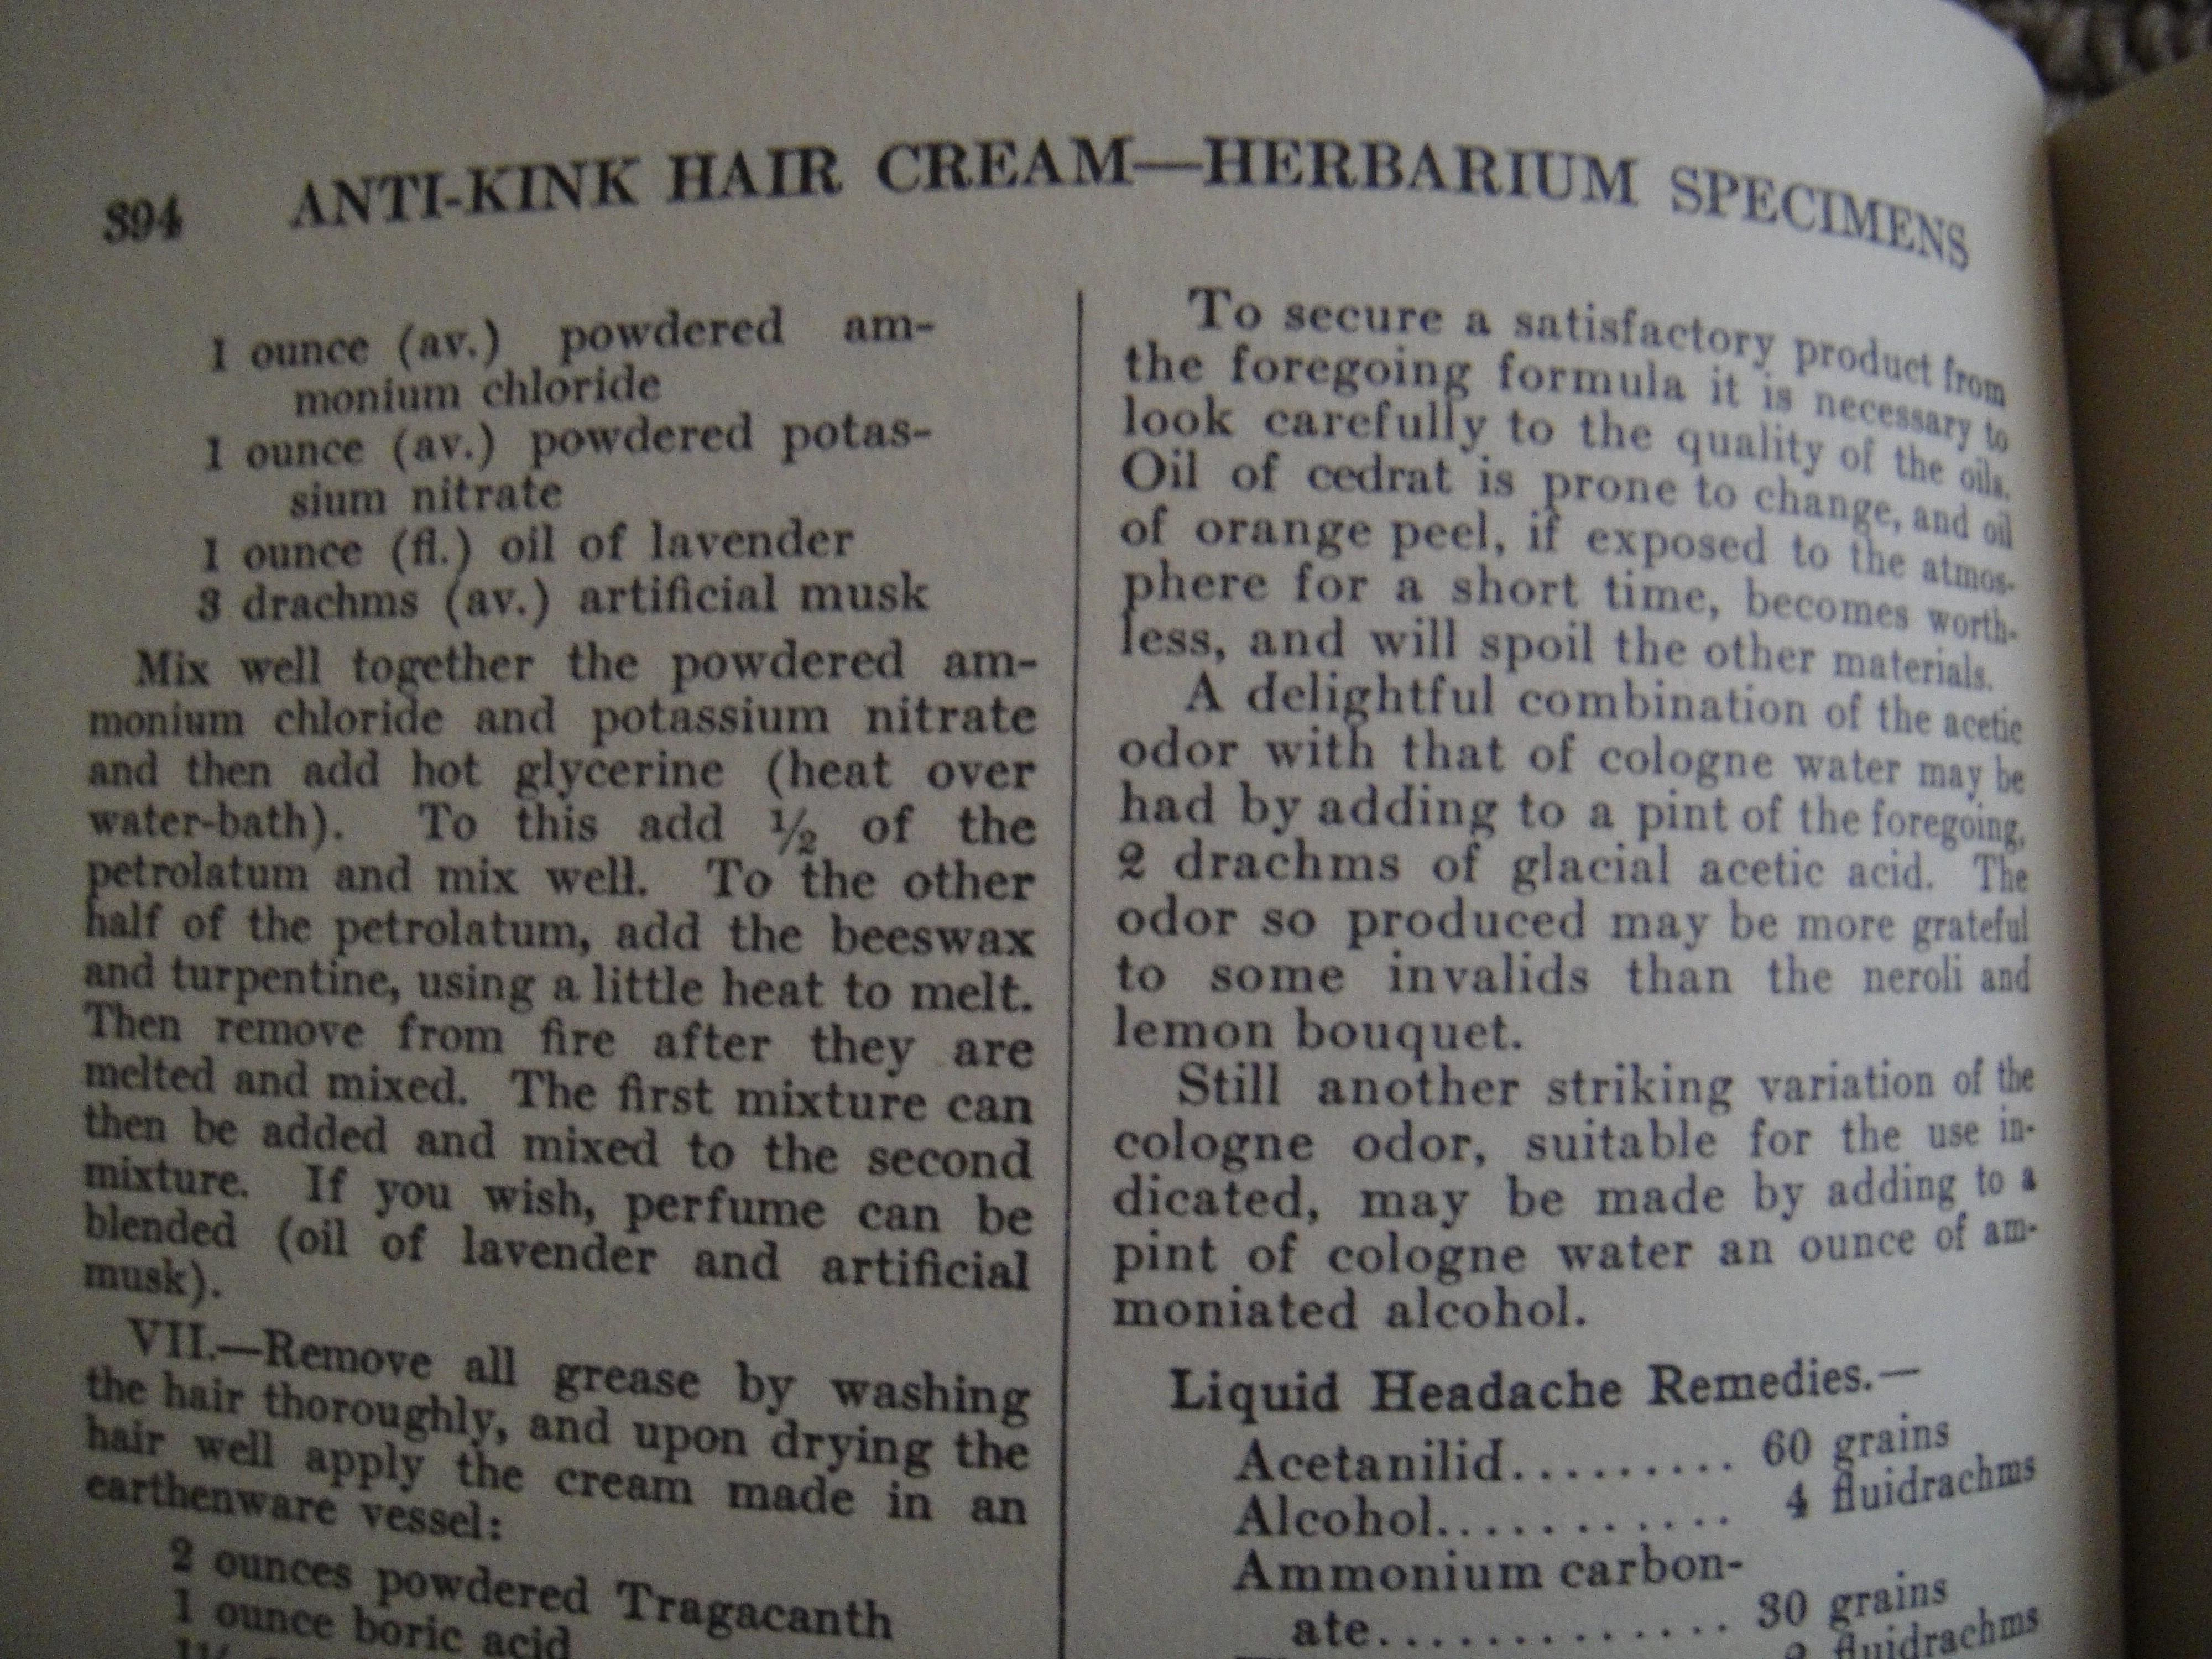 394 ANTI-KINK HAIR CREAM—HERBARIUM SPECIMENS
1 ounce (av.) powdered am-
monium chloride
1 ounce (av.) powdered potas-
sium nitrate
1 ounce (fl.) oil of lavender
3 drachms (av.) artificial musk
Mix well together the powdered am-
monium chloride and potassium nitrate
and then add hot glycerine (heat over
water-bath). To this add ½ of the
petrolatum and mix well. To the other
half of the petrolatum, add the beeswax
and turpentine, using a little heat to melt.
Then remove from fire after they are
melted and mixed. The first mixture can
then be added and mixed to the second
mixture. If you wish, perfume can be
blended (oil of lavender and artificial
musk).
VII.—Remove all grease by washing
the hair thoroughly, and upon drying the
hair well apply the cream made in an
earthenware vessel:
2 ounces powdered Tragacanth
1 ounce boric acid
To secure a satisfactory product from
the foregoing formula it is necessary to
look carefully to the quality of the oils.
Oil of cedrat is prone to change, and oil
of orange peel, if exposed to the atmos-
phere for a short time, becomes worth-
less, and will spoil the other materials.
A delightful combination of the acetic
odor with that of cologne water may be
had by adding to a pint of the foregoing,
2 drachms of glacial acetic acid. The
odor so produced may be more grateful
to some invalids than the neroli and
lemon bouquet.
Still another striking variation of the
cologne odor, suitable for the use in-
dicated, may be made by adding to a
pint of cologne water an ounce of am-
moniated alcohol.
Liquid Headache Remedies.—
Acetanilid.......... 60 grains
Alcohol............ 4 fluidrachms
Ammonium carbon-
ate.............. 30 grains
fluidrachms